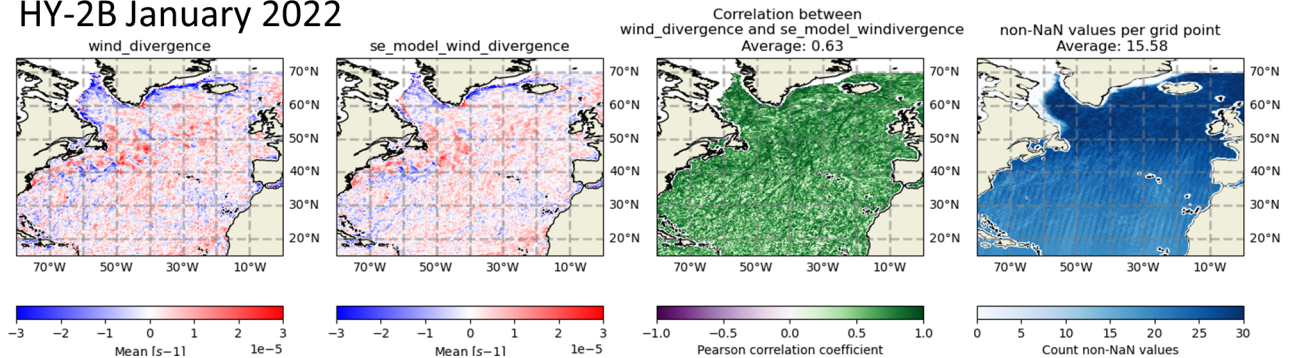 HY-2B January 2022
wind_divergence
70°N
60°N
50°N
40°N
30°N
20°N
70°W 50°W 30°W 10°W
−3 −2 −1 0 1 2 3
1e−5
Mean [s−1]
se_model_wind_divergence
70°N
60°N
50°N
40°N
30°N
20°N
70°W 50°W 30°W 10°W
−3 −2 −1 0 1 2 3
1e−5
Mean [s−1]
Correlation between
wind_divergence and se_model_windivergence
Average: 0.63
70°N
60°N
50°N
40°N
30°N
20°N
70°W 50°W 30°W 10°W
−1.0 −0.5 0.0 0.5 1.0
Pearson correlation coefficient
non-NaN values per grid point
Average: 15.58
70°N
60°N
50°N
40°N
30°N
20°N
70°W 50°W 30°W 10°W
0 5 10 15 20 25 30
Count non-NaN values